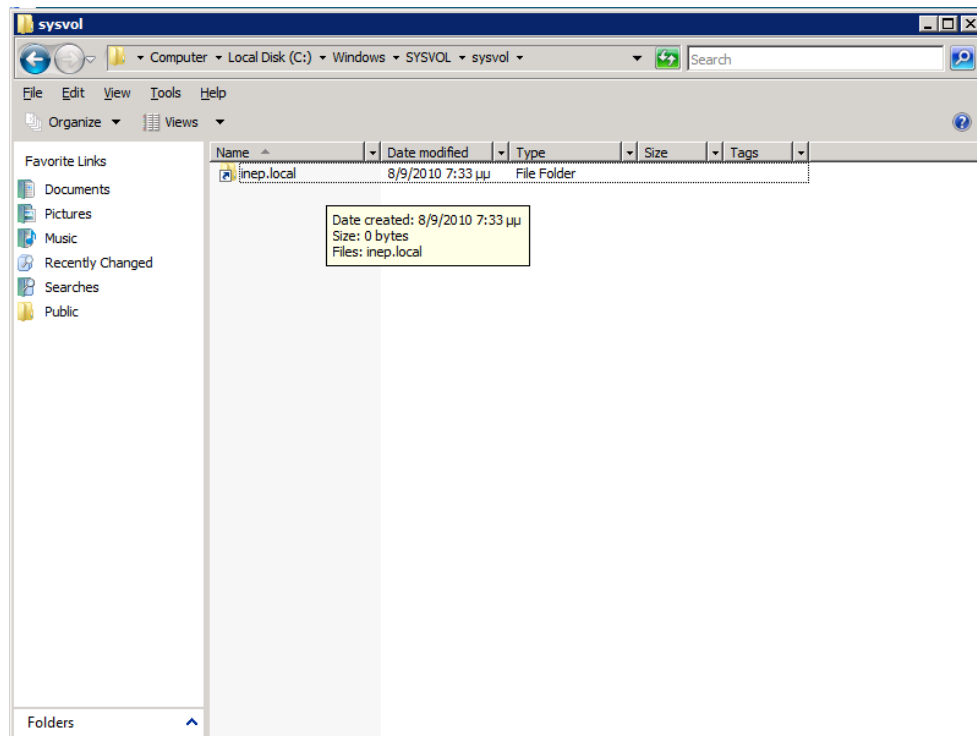 sysvol
Computer Local Disk (C:) Windows SYSVOL sysvol
Search
File Edit View Tools Help
Organize Views
Favorite Links
Documents
Pictures
Music
Recently Changed
Searches
Public
Name Date modified Type Size Tags
inep.local 8/9/2010 7:33 μμ File Folder
Date created: 8/9/2010 7:33 μμ
Size: 0 bytes
Files: inep.local
Folders